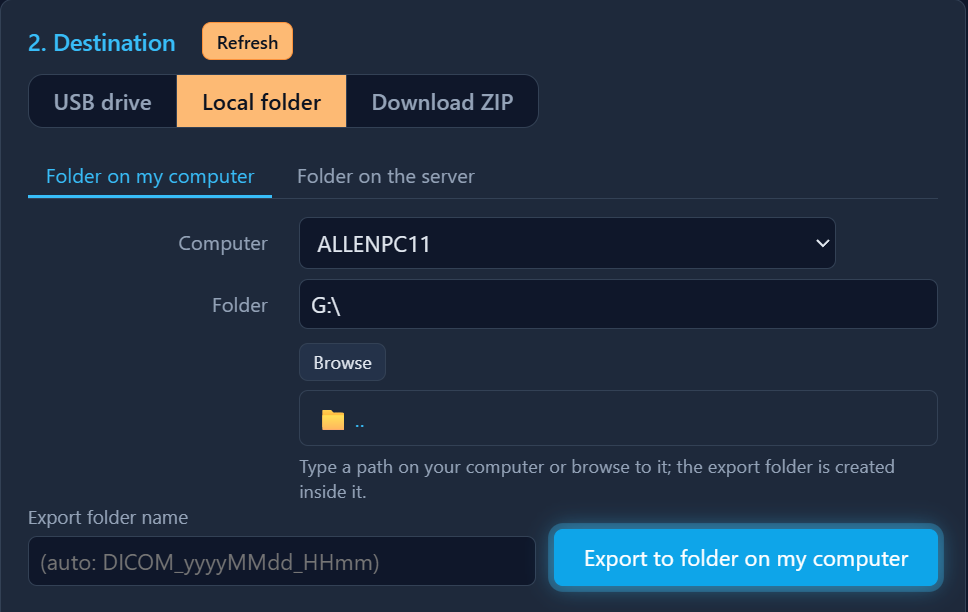 2. Destination
Refresh
USB drive
Local folder
Download ZIP
Folder on my computer
Folder on the server
Computer
ALLENPC11
Folder
G:\
Browse
..
Type a path on your computer or browse to it; the export folder is created
inside it.
Export folder name
(auto: DICOM_yyyyMMdd_HHmm)
Export to folder on my computer